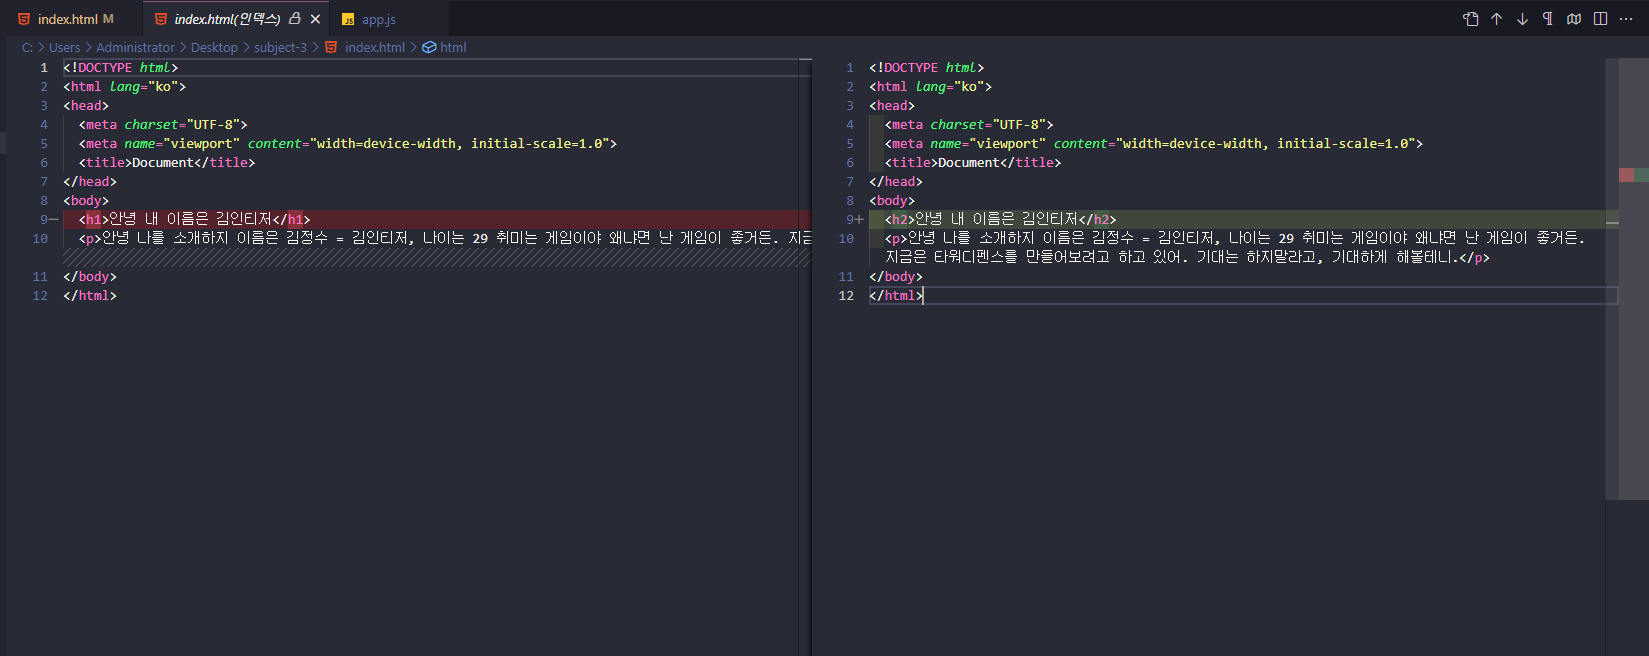 index.html M
index.html(인덱스)
app.js
C: > Users > Administrator > Desktop > subject-3 > index.html > html
1 <!DOCTYPE html>
2 <html lang="ko">
3 <head>
4 <meta charset="UTF-8">
5 <meta name="viewport" content="width=device-width, initial-scale=1.0">
6 <title>Document</title>
7 </head>
8 <body>
9− <h1>안녕 내 이름은 김인티저</h1>
10 <p>안녕 나를 소개하지 이름은 김정수 = 김인티저, 나이는 29 취미는 게임이야 왜냐면 난 게임이 좋거든. 지금
11 </body>
12 </html>
1 <!DOCTYPE html>
2 <html lang="ko">
3 <head>
4 <meta charset="UTF-8">
5 <meta name="viewport" content="width=device-width, initial-scale=1.0">
6 <title>Document</title>
7 </head>
8 <body>
9+ <h2>안녕 내 이름은 김인티저</h2>
10 <p>안녕 나를 소개하지 이름은 김정수 = 김인티저, 나이는 29 취미는 게임이야 왜냐면 난 게임이 좋거든.
지금은 타워디펜스를 만들어보려고 하고 있어. 기대는 하지말라고, 기대하게 해볼테니.</p>
11 </body>
12 </html>